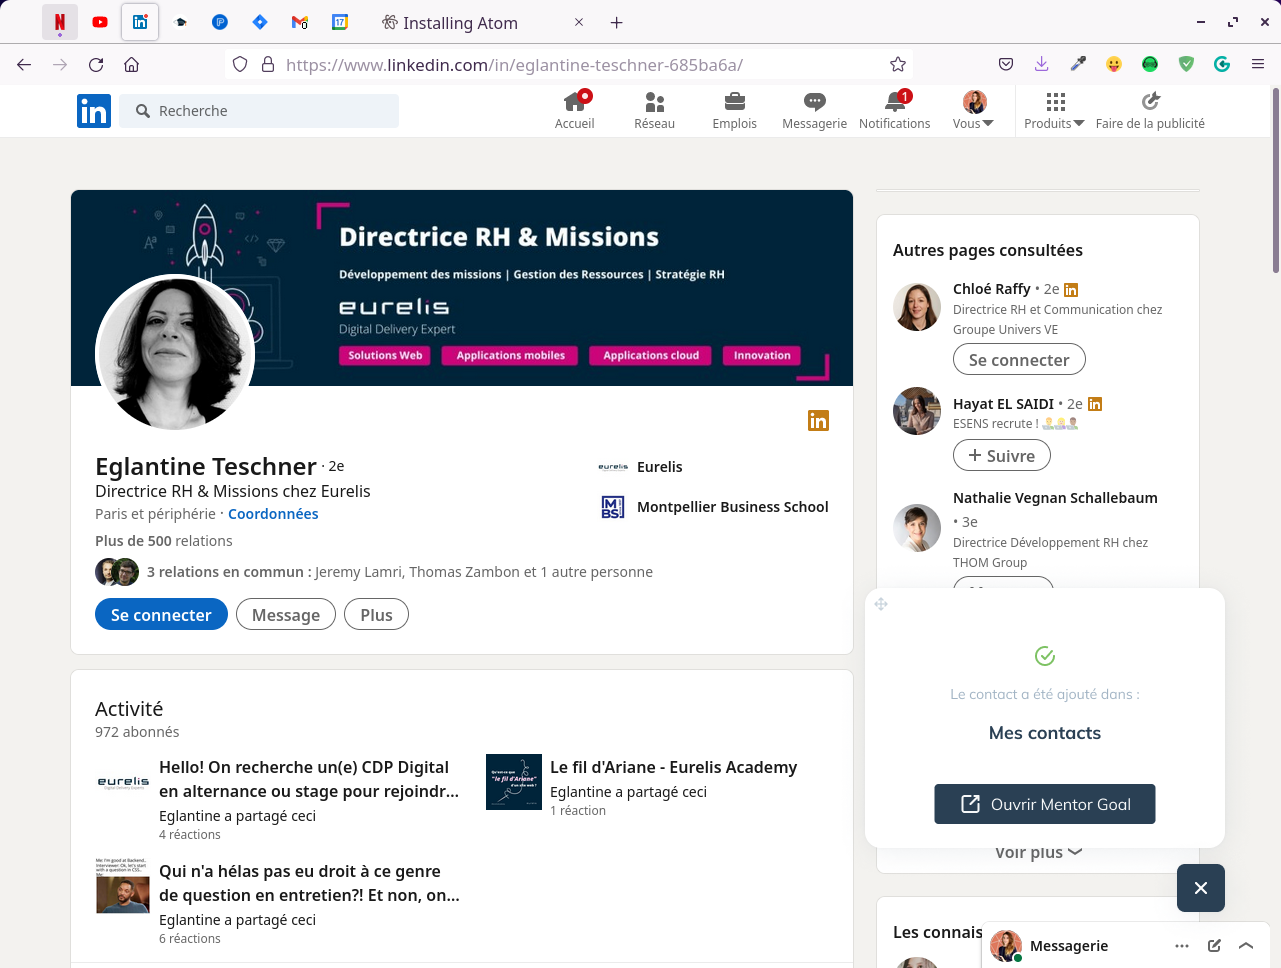 Installing Atom
https://www.linkedin.com/in/eglantine-teschner-685ba6a/
Recherche
Accueil
Réseau
Emplois
Messagerie
1
Notifications
Vous
Produits
Faire de la publicité
Directrice RH & Missions
Développement des missions | Gestion des Ressources | Stratégie RH
eurelis
Digital Delivery Expert
Solutions Web
Applications mobiles
Applications cloud
Innovation
Eglantine Teschner · 2e
Directrice RH & Missions chez Eurelis
Paris et périphérie · Coordonnées
Plus de 500 relations
3 relations en commun : Jeremy Lamri, Thomas Zambon et 1 autre personne
Se connecter
Message
Plus
Eurelis
Montpellier Business School
Activité
972 abonnés
Hello! On recherche un(e) CDP Digital
en alternance ou stage pour rejoindr...
Eglantine a partagé ceci
4 réactions
Le fil d'Ariane - Eurelis Academy
Eglantine a partagé ceci
1 réaction
Qui n'a hélas pas eu droit à ce genre
de question en entretien?! Et non, on...
Eglantine a partagé ceci
6 réactions
Autres pages consultées
Chloé Raffy • 2e
Directrice RH et Communication chez
Groupe Univers VE
Se connecter
Hayat EL SAIDI • 2e
ESENS recrute !
Suivre
Nathalie Vegnan Schallebaum
• 3e
Directrice Développement RH chez
THOM Group
Le contact a été ajouté dans :
Mes contacts
Ouvrir Mentor Goal
Voir plus
Les connais
Messagerie